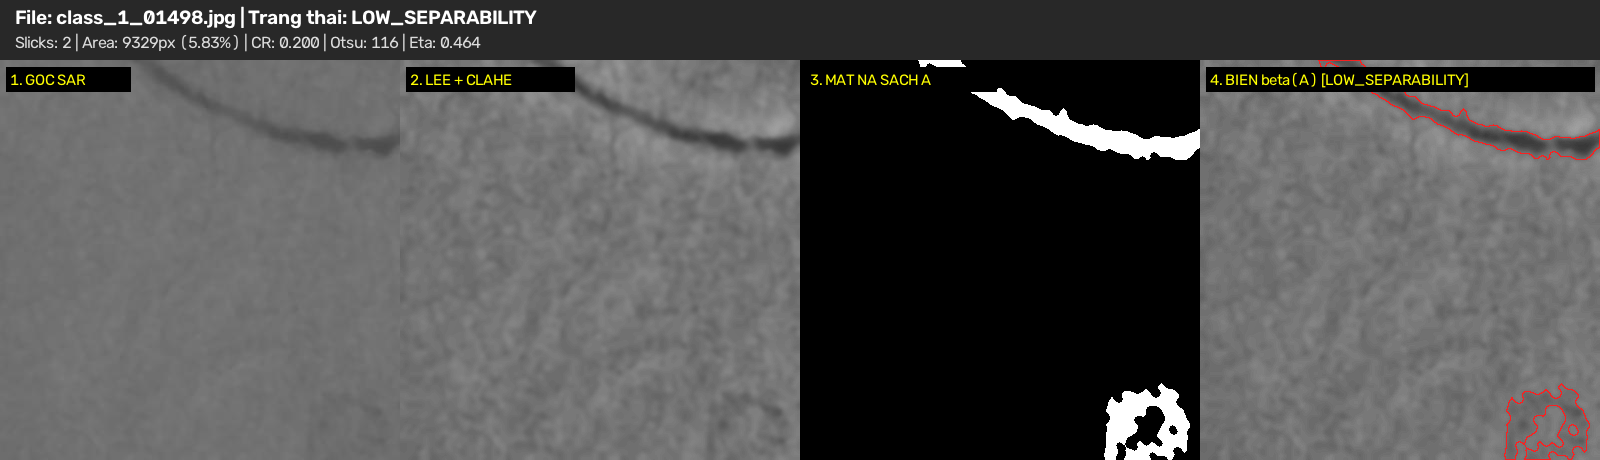 File: class_1_01498.jpg | Trang thai: LOW_SEPARABILITY
Slicks: 2 | Area: 9329px (5.83%) | CR: 0.200 | Otsu: 116 | Eta: 0.464
1. GOC SAR
2. LEE + CLAHE
3. MAT NA SACH A
4. BIEN beta(A) [LOW_SEPARABILITY]